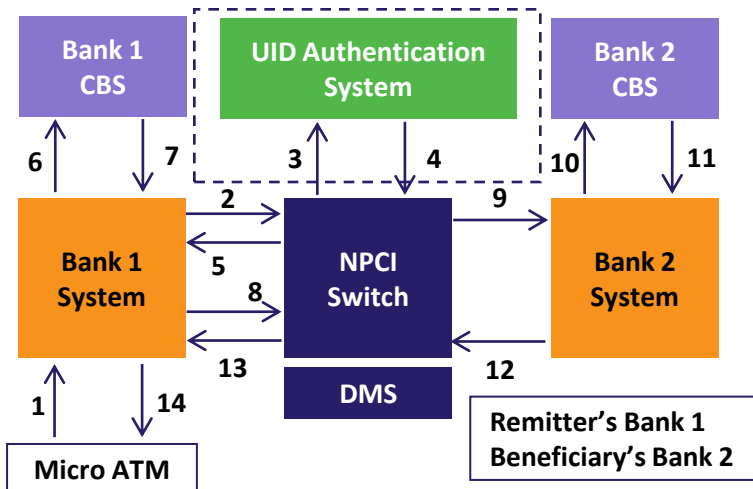 Bank 1
CBS
UID Authentication
System
Bank 2
CBS
6
7
3
4
10
11
2
9
Bank 1
System
5
NPCI
Switch
Bank 2
System
8
13
12
1
14
DMS
Micro ATM
Remitter's Bank 1
Beneficiary's Bank 2